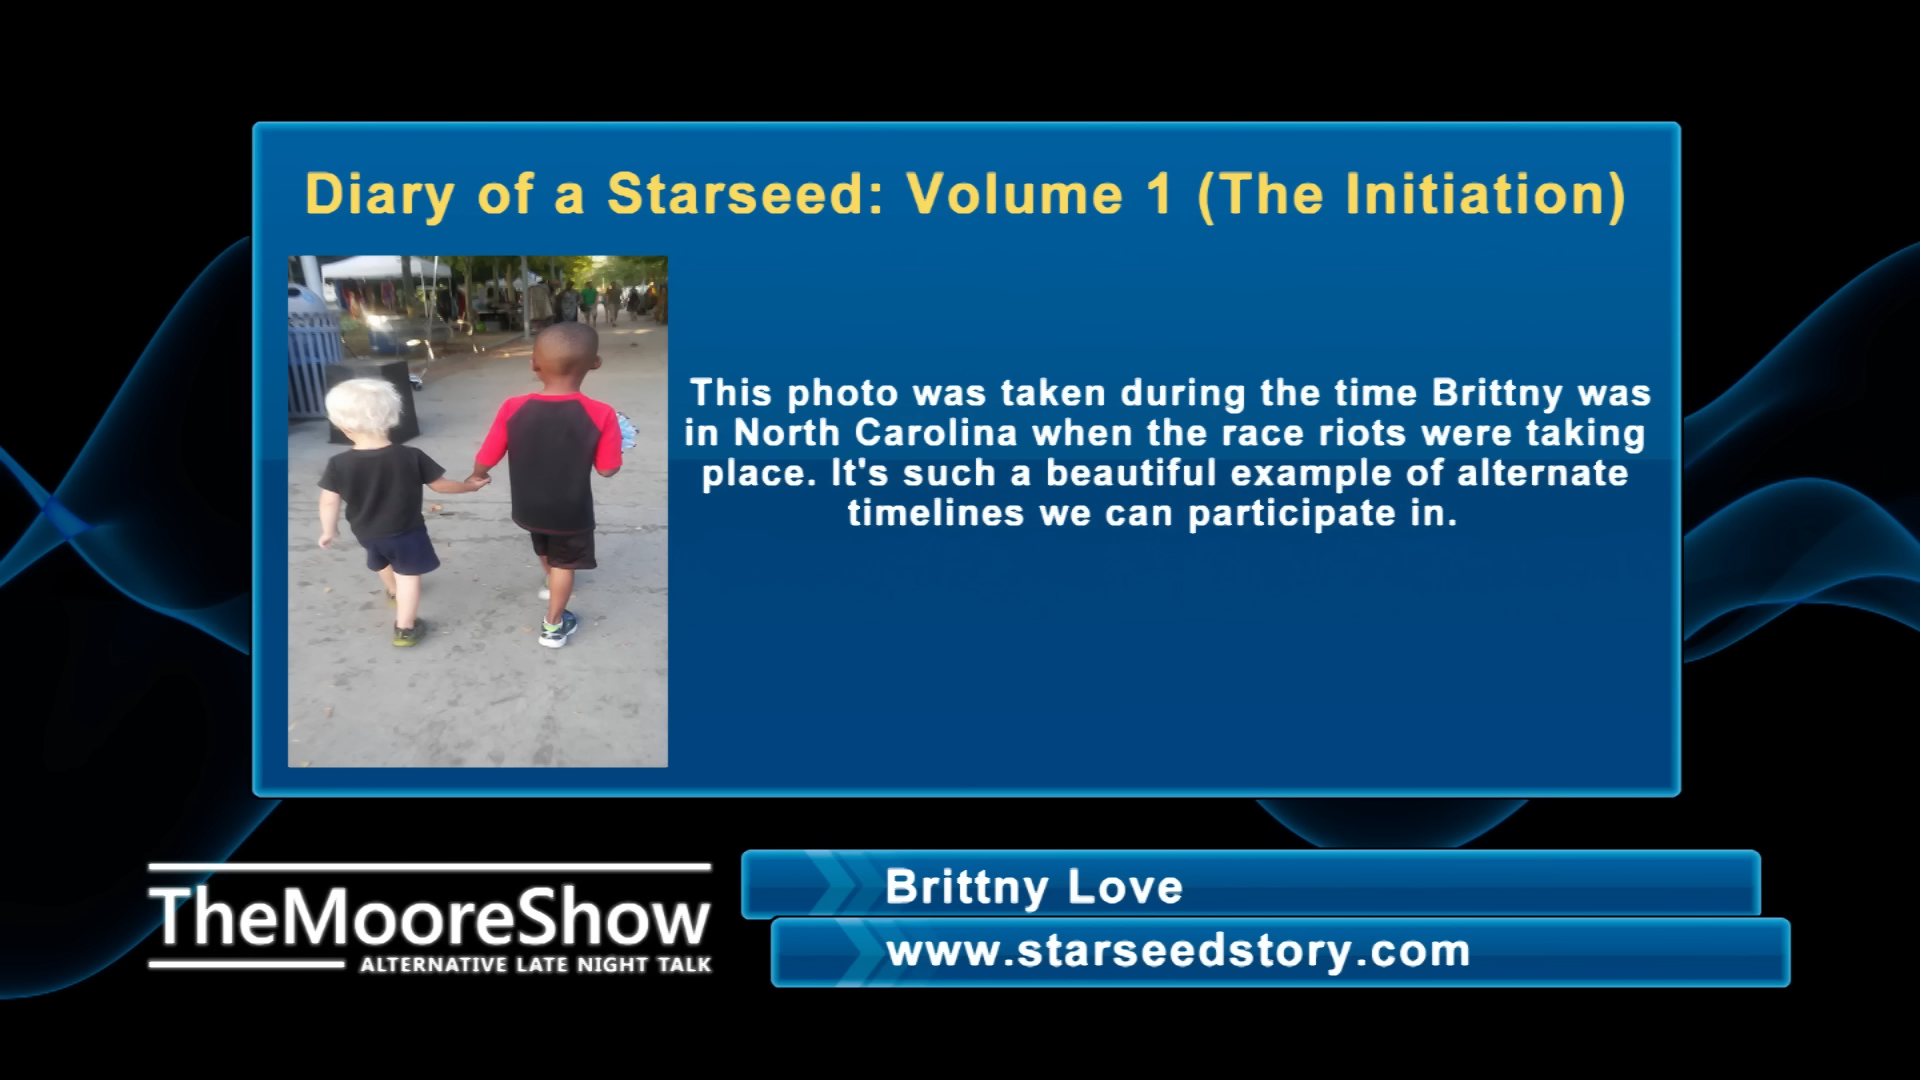 Diary of a Starseed: Volume 1 (The Initiation)
This photo was taken during the time Brittny was
in North Carolina when the race riots were taking
place. It's such a beautiful example of alternate
timelines we can participate in.
TheMooreShow
ALTERNATIVE LATE NIGHT TALK
Brittny Love
www.starseedstory.com